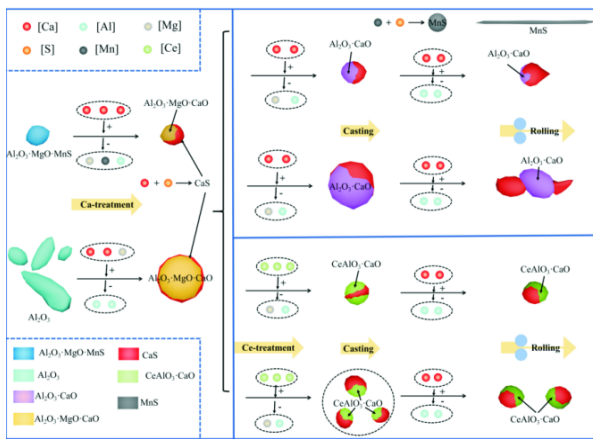 [Ca] [Al] [Mg]
[S] [Mn] [Ce]
Al₂O₃·MgO·MnS
+
-
Al₂O₃·MgO·CaO
+ → CaS
Ca-treatment
Al₂O₃
+
-
Al₂O₃·MgO·CaO
Al₂O₃·MgO·MnS
Al₂O₃
Al₂O₃·CaO
Al₂O₃·MgO·CaO
CaS
CeAlO₃·CaO
MnS
+ → MnS
MnS
+
-
Al₂O₃·CaO
+
-
Al₂O₃·CaO
Casting
Rolling
+
-
Al₂O₃·CaO
+
-
Al₂O₃·CaO
+
-
CeAlO₃·CaO
+
-
CeAlO₃·CaO
Ce-treatment
Casting
Rolling
+
-
CeAlO₃·CaO
+
-
CeAlO₃·CaO